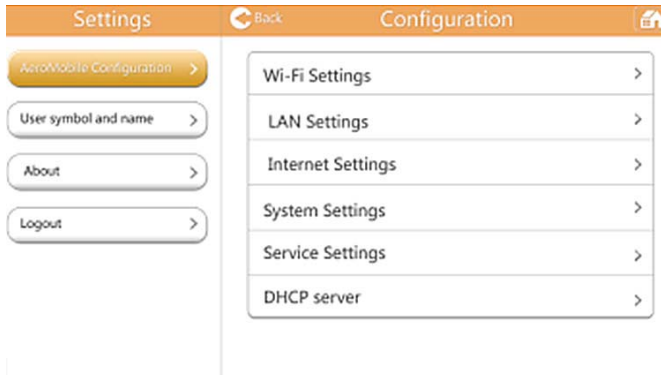 Settings
AeroMobile Configuration
User symbol and name
About
Logout
Back
Configuration
Wi-Fi Settings
LAN Settings
Internet Settings
System Settings
Service Settings
DHCP server